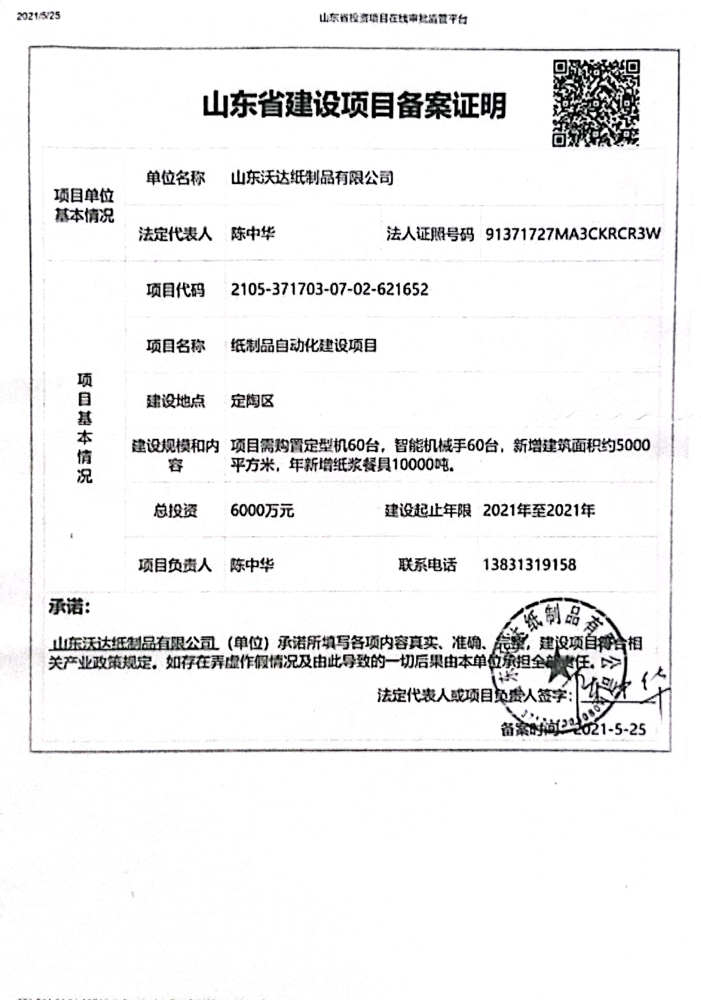 2021/5/25
山东省投资项目在线审批监管平台
山东省建设项目备案证明
项目单位
基本情况
单位名称 山东沃达纸制品有限公司
法定代表人 陈中华 法人证照号码 91371727MA3CKRCR3W
项目基本情况
项目代码 2105-371703-07-02-621652
项目名称 纸制品自动化建设项目
建设地点 定陶区
建设规模和内容
项目需购置定型机60台，智能机械手60台，新增建筑面积约5000
平方米，年新增纸浆餐具10000吨。
总投资 6000万元 建设起止年限 2021年至2021年
项目负责人 陈中华 联系电话 13831319158
承诺：
山东沃达纸制品有限公司（单位）承诺所填写各项内容真实、准确、完整，建设项目符合相
关产业政策规定。如存在弄虚作假情况及由此导致的一切后果由本单位承担全部责任。
法定代表人或项目负责人签字：
备案时间：2021-5-25